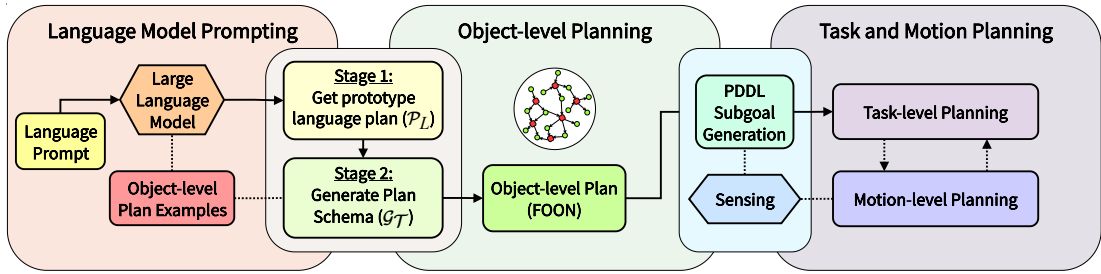 Language Model Prompting
Object-level Planning
Task and Motion Planning
Large
Language
Model
Language
Prompt
Object-level
Plan Examples
Stage 1:
Get prototype
language plan (𝒫_L)
Stage 2:
Generate Plan
Schema (𝒢_𝒯)
Object-level Plan
(FOON)
PDDL
Subgoal
Generation
Sensing
Task-level Planning
Motion-level Planning